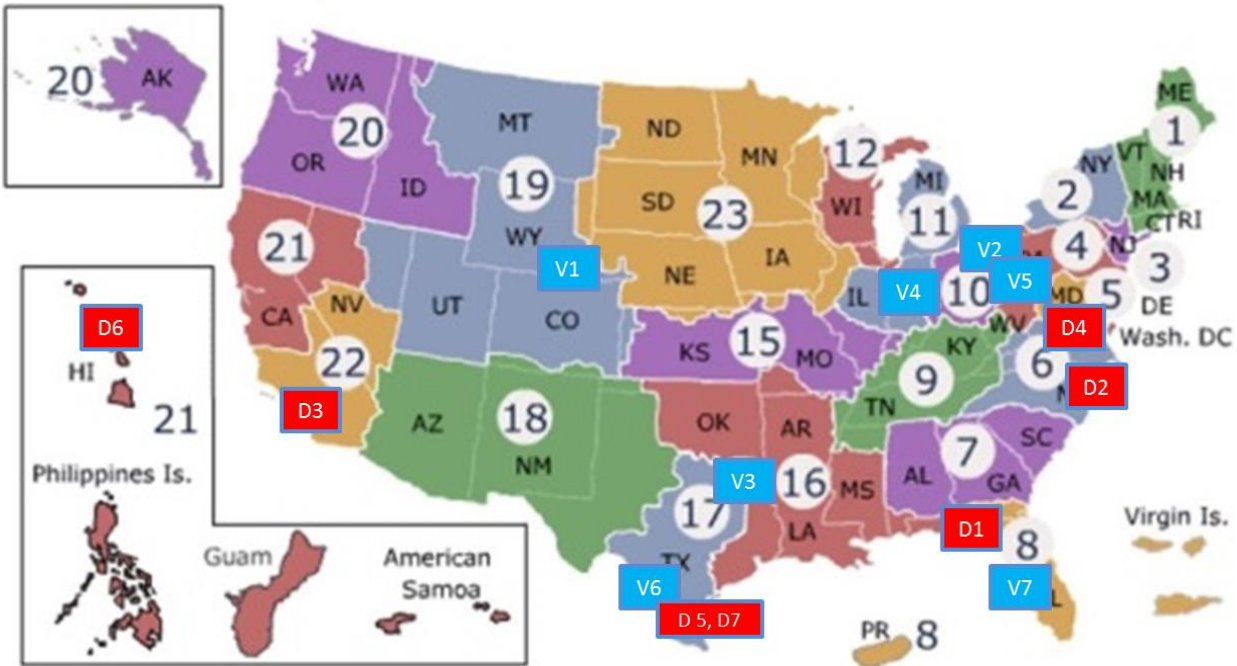 20
AK
WA
20
OR
ID
MT
19
WY
V1
ND
MN
SD
23
NE
IA
12
WI
MI
11
ME
1
NY
VT
NH
MA
CT
RI
2
4
NJ
3
V2
V5
V4
10
IL
MD
5
DE
WV
D4
Wash. DC
21
CA
NV
22
D3
UT
CO
KS
15
MO
KY
9
TN
6
D2
D6
HI
21
AZ
18
NM
OK
AR
V3
16
MS
LA
AL
7
SC
GA
D1
8
V7
17
TX
V6
D 5, D7
Philippines Is.
Guam
American
Samoa
Virgin Is.
PR
8